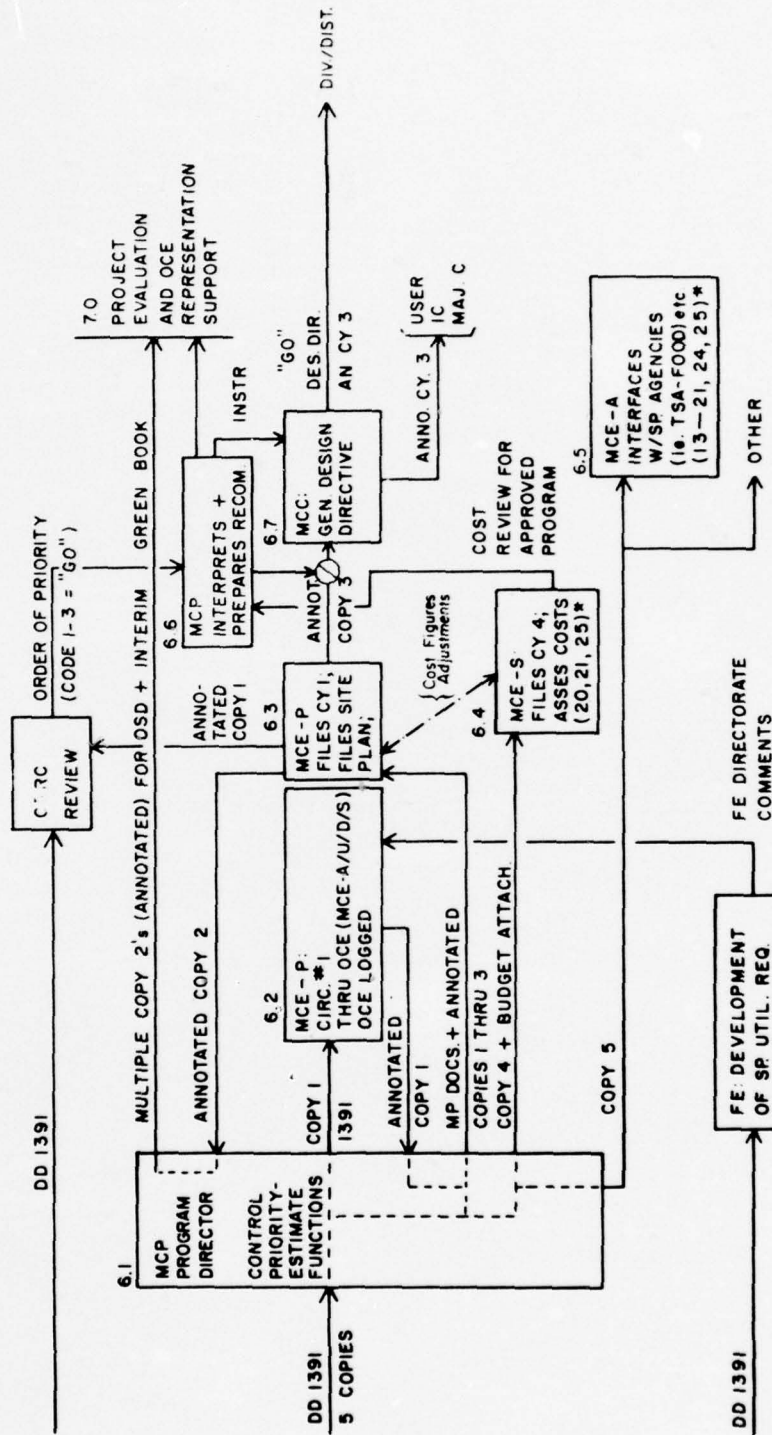 DD 1391
C
RC
REVIEW
ORDER OF PRIORITY
(CODE 1-3 = "GO")
MULTIPLE COPY 2's (ANNOTATED) FOR OSD + INTERIM GREEN BOOK
7.0
PROJECT
EVALUATION
AND OCE
REPRESENTATION
SUPPORT
6.1
MCP
PROGRAM
DIRECTOR
CONTROL
PRIORITY-
ESTIMATE
FUNCTIONS
DD 1391
5 COPIES
ANNOTATED COPY 2
COPY 1
1391
ANNOTATED
COPY 1
MP DOCS. + ANNOTATED
COPIES 1 THRU 3
COPY 4 + BUDGET ATTACH.
COPY 5
6.2
MCE-P:
CIRC. #1
THRU OCE (MCE-A/U/D/S)
OCE LOGGED
ANNO-
TATED
COPY 1
6.3
MCE-P
FILES CY 1;
FILES SITE
PLAN;
6.6
MCP
INTERPRETS +
PREPARES RECOM.
INSTR
ANNOT
COPY 3
6.7
MCC:
GEN. DESIGN
DIRECTIVE
"GO"
DES. DIR.
AN CY 3
DIV./DIST.
ANNO. CY. 3
USER
IC
MAJ. C
{Cost Figures
Adjustments}
6.4
MCE-S
FILES CY 4;
ASSES COSTS
(20, 21, 25)*
COST
REVIEW FOR
APPROVED
PROGRAM
6.5
MCE-A
INTERFACES
W/SP. AGENCIES
(ie. TSA-FOOD) etc.
(13—21, 24, 25)*
OTHER
DD 1391
FE: DEVELOPMENT
OF SP. UTIL. REQ.
FE DIRECTORATE
COMMENTS